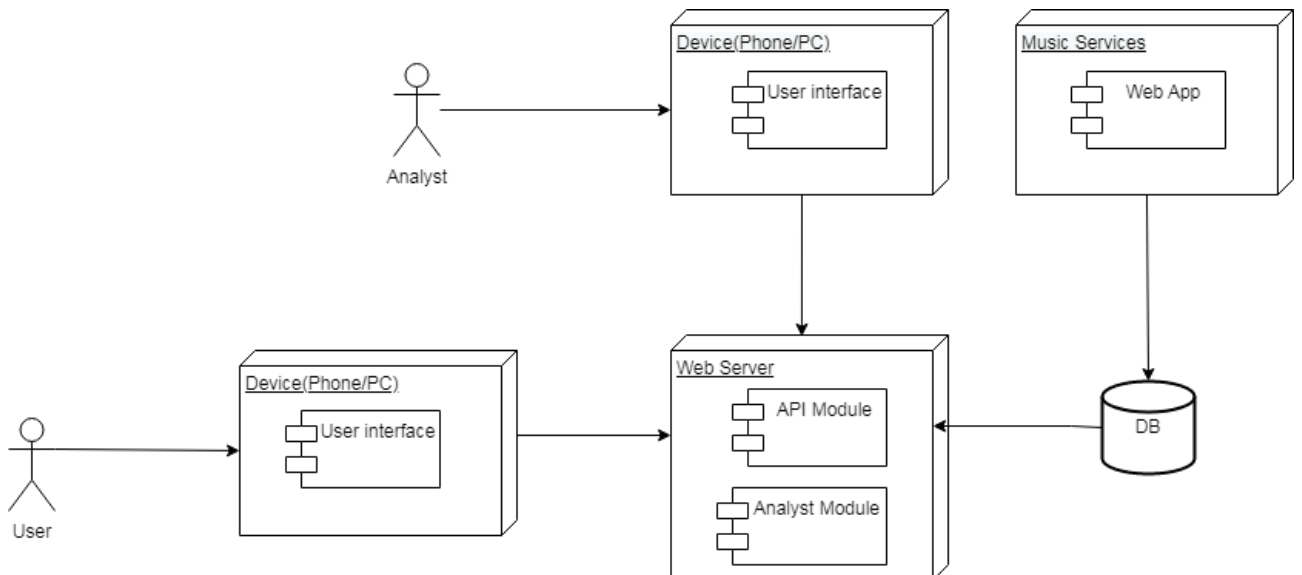 Device(Phone/PC)
User interface
Music Services
Web App
Analyst
Device(Phone/PC)
User interface
User
Web Server
API Module
Analyst Module
DB